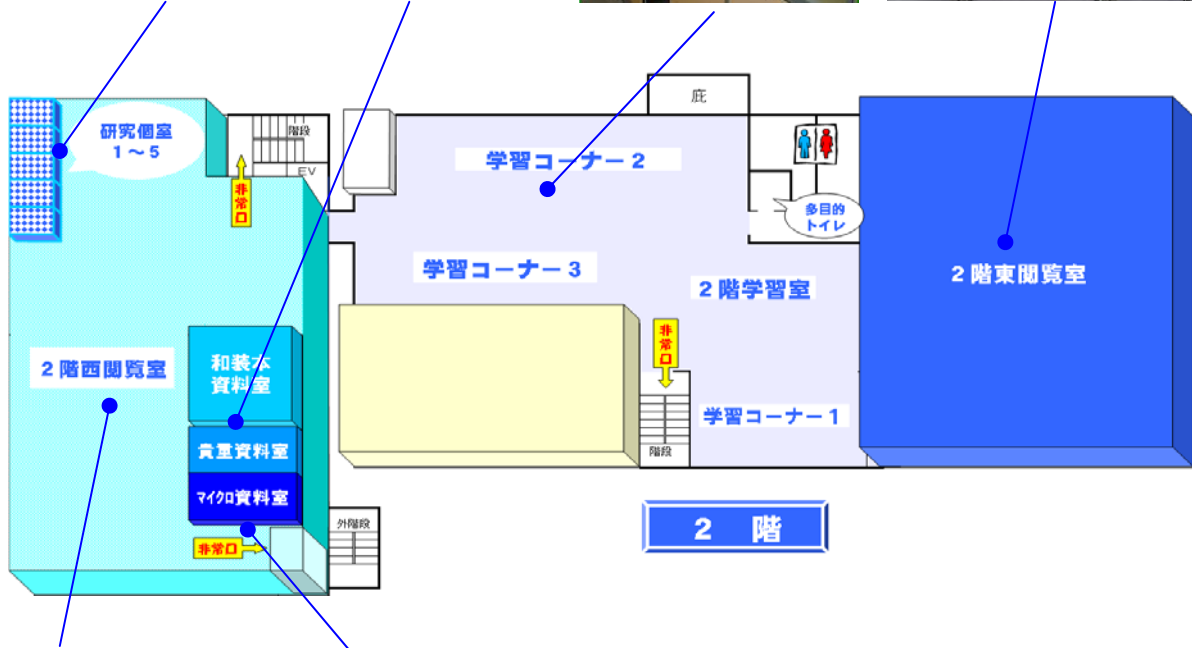 庇
研究個室
1～5
階段
EV
非常口
学習コーナー2
多目的
トイレ
学習コーナー3
2階学習室
2階東閲覧室
非常口
2階西閲覧室
和装本
資料室
学習コーナー1
階段
貴重資料室
マイクロ資料室
外階段
2 階
非常口